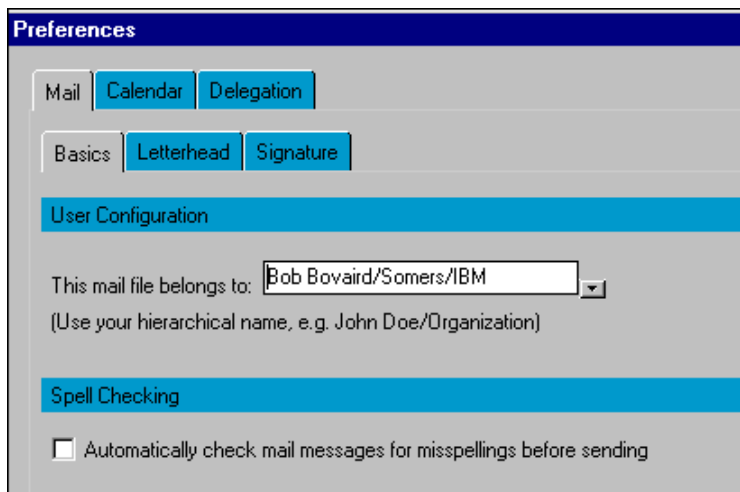 Preferences
Mail Calendar Delegation
Basics Letterhead Signature
User Configuration
This mail file belongs to: Bob Bovaird/Somers/IBM
(Use your hierarchical name, e.g. John Doe/Organization)
Spell Checking
Automatically check mail messages for misspellings before sending